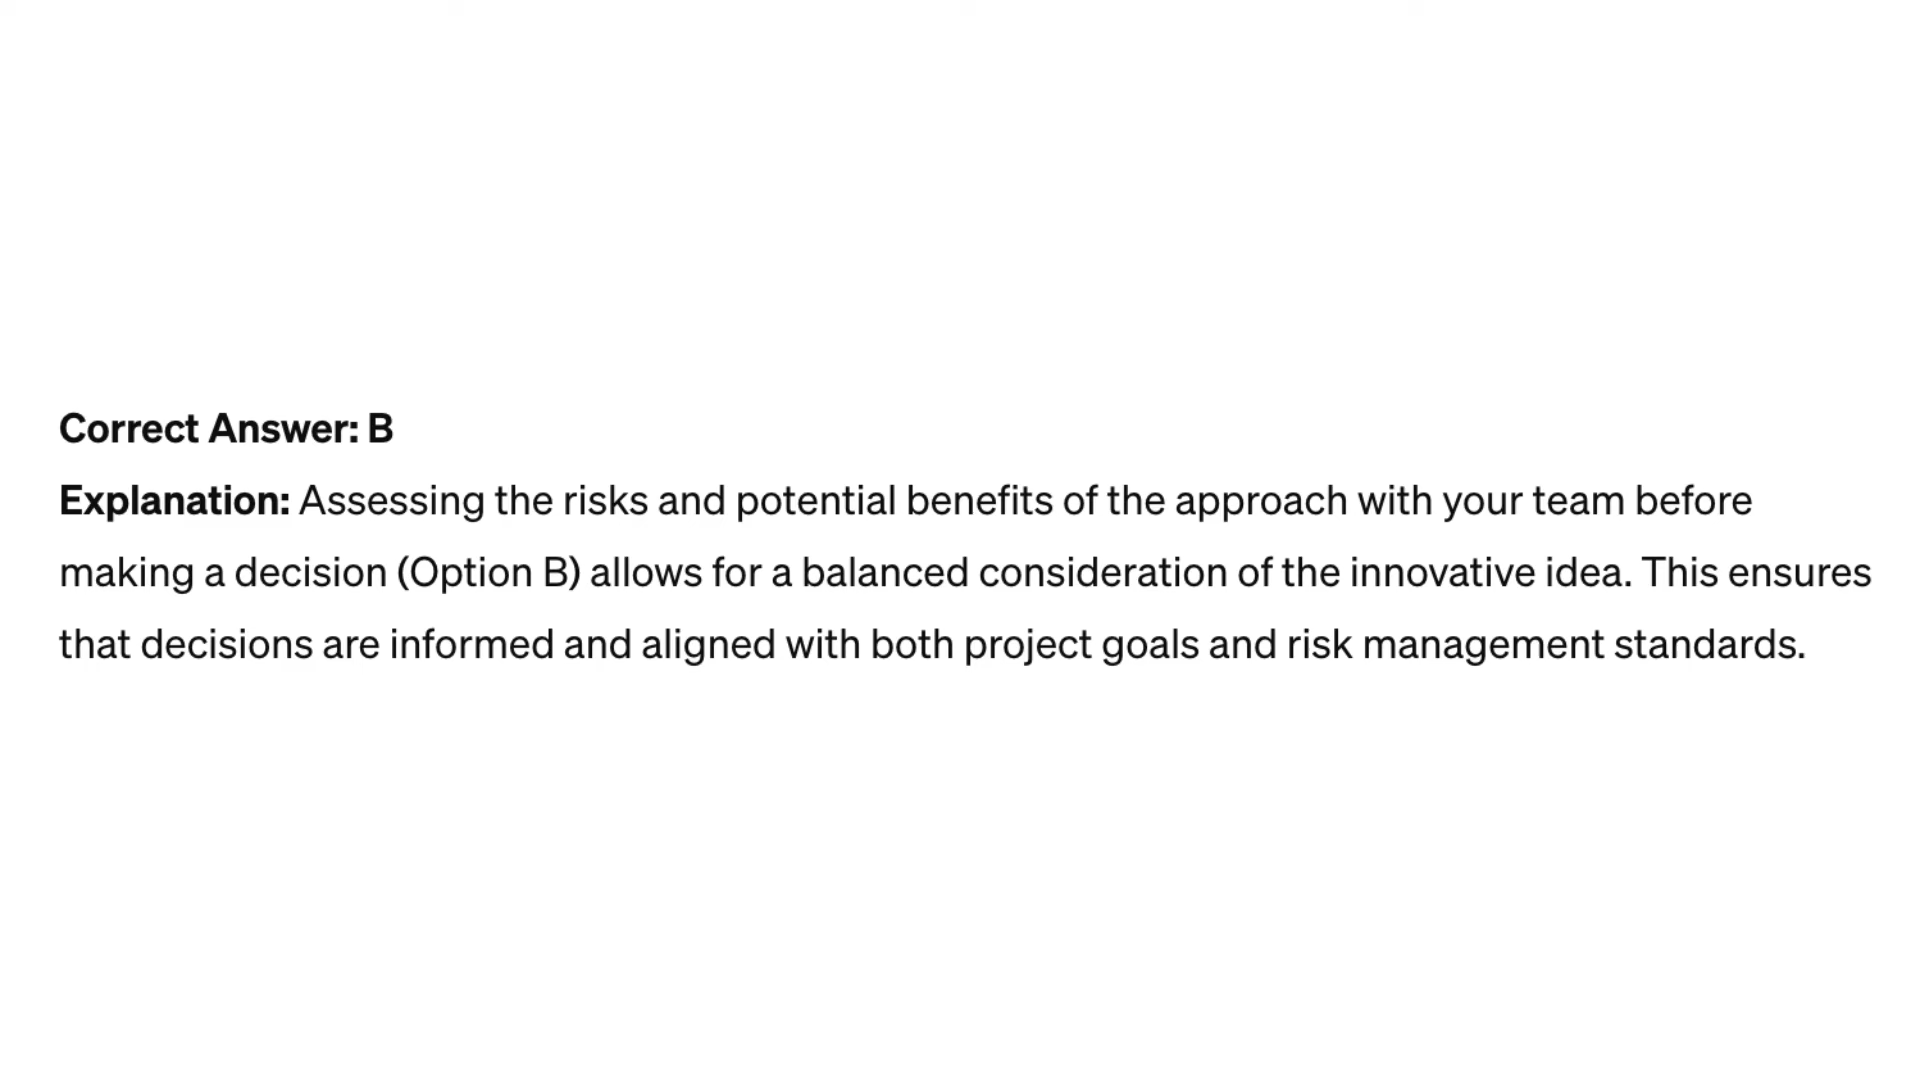 Correct Answer: B
Explanation: Assessing the risks and potential benefits of the approach with your team before
making a decision (Option B) allows for a balanced consideration of the innovative idea. This ensures
that decisions are informed and aligned with both project goals and risk management standards.